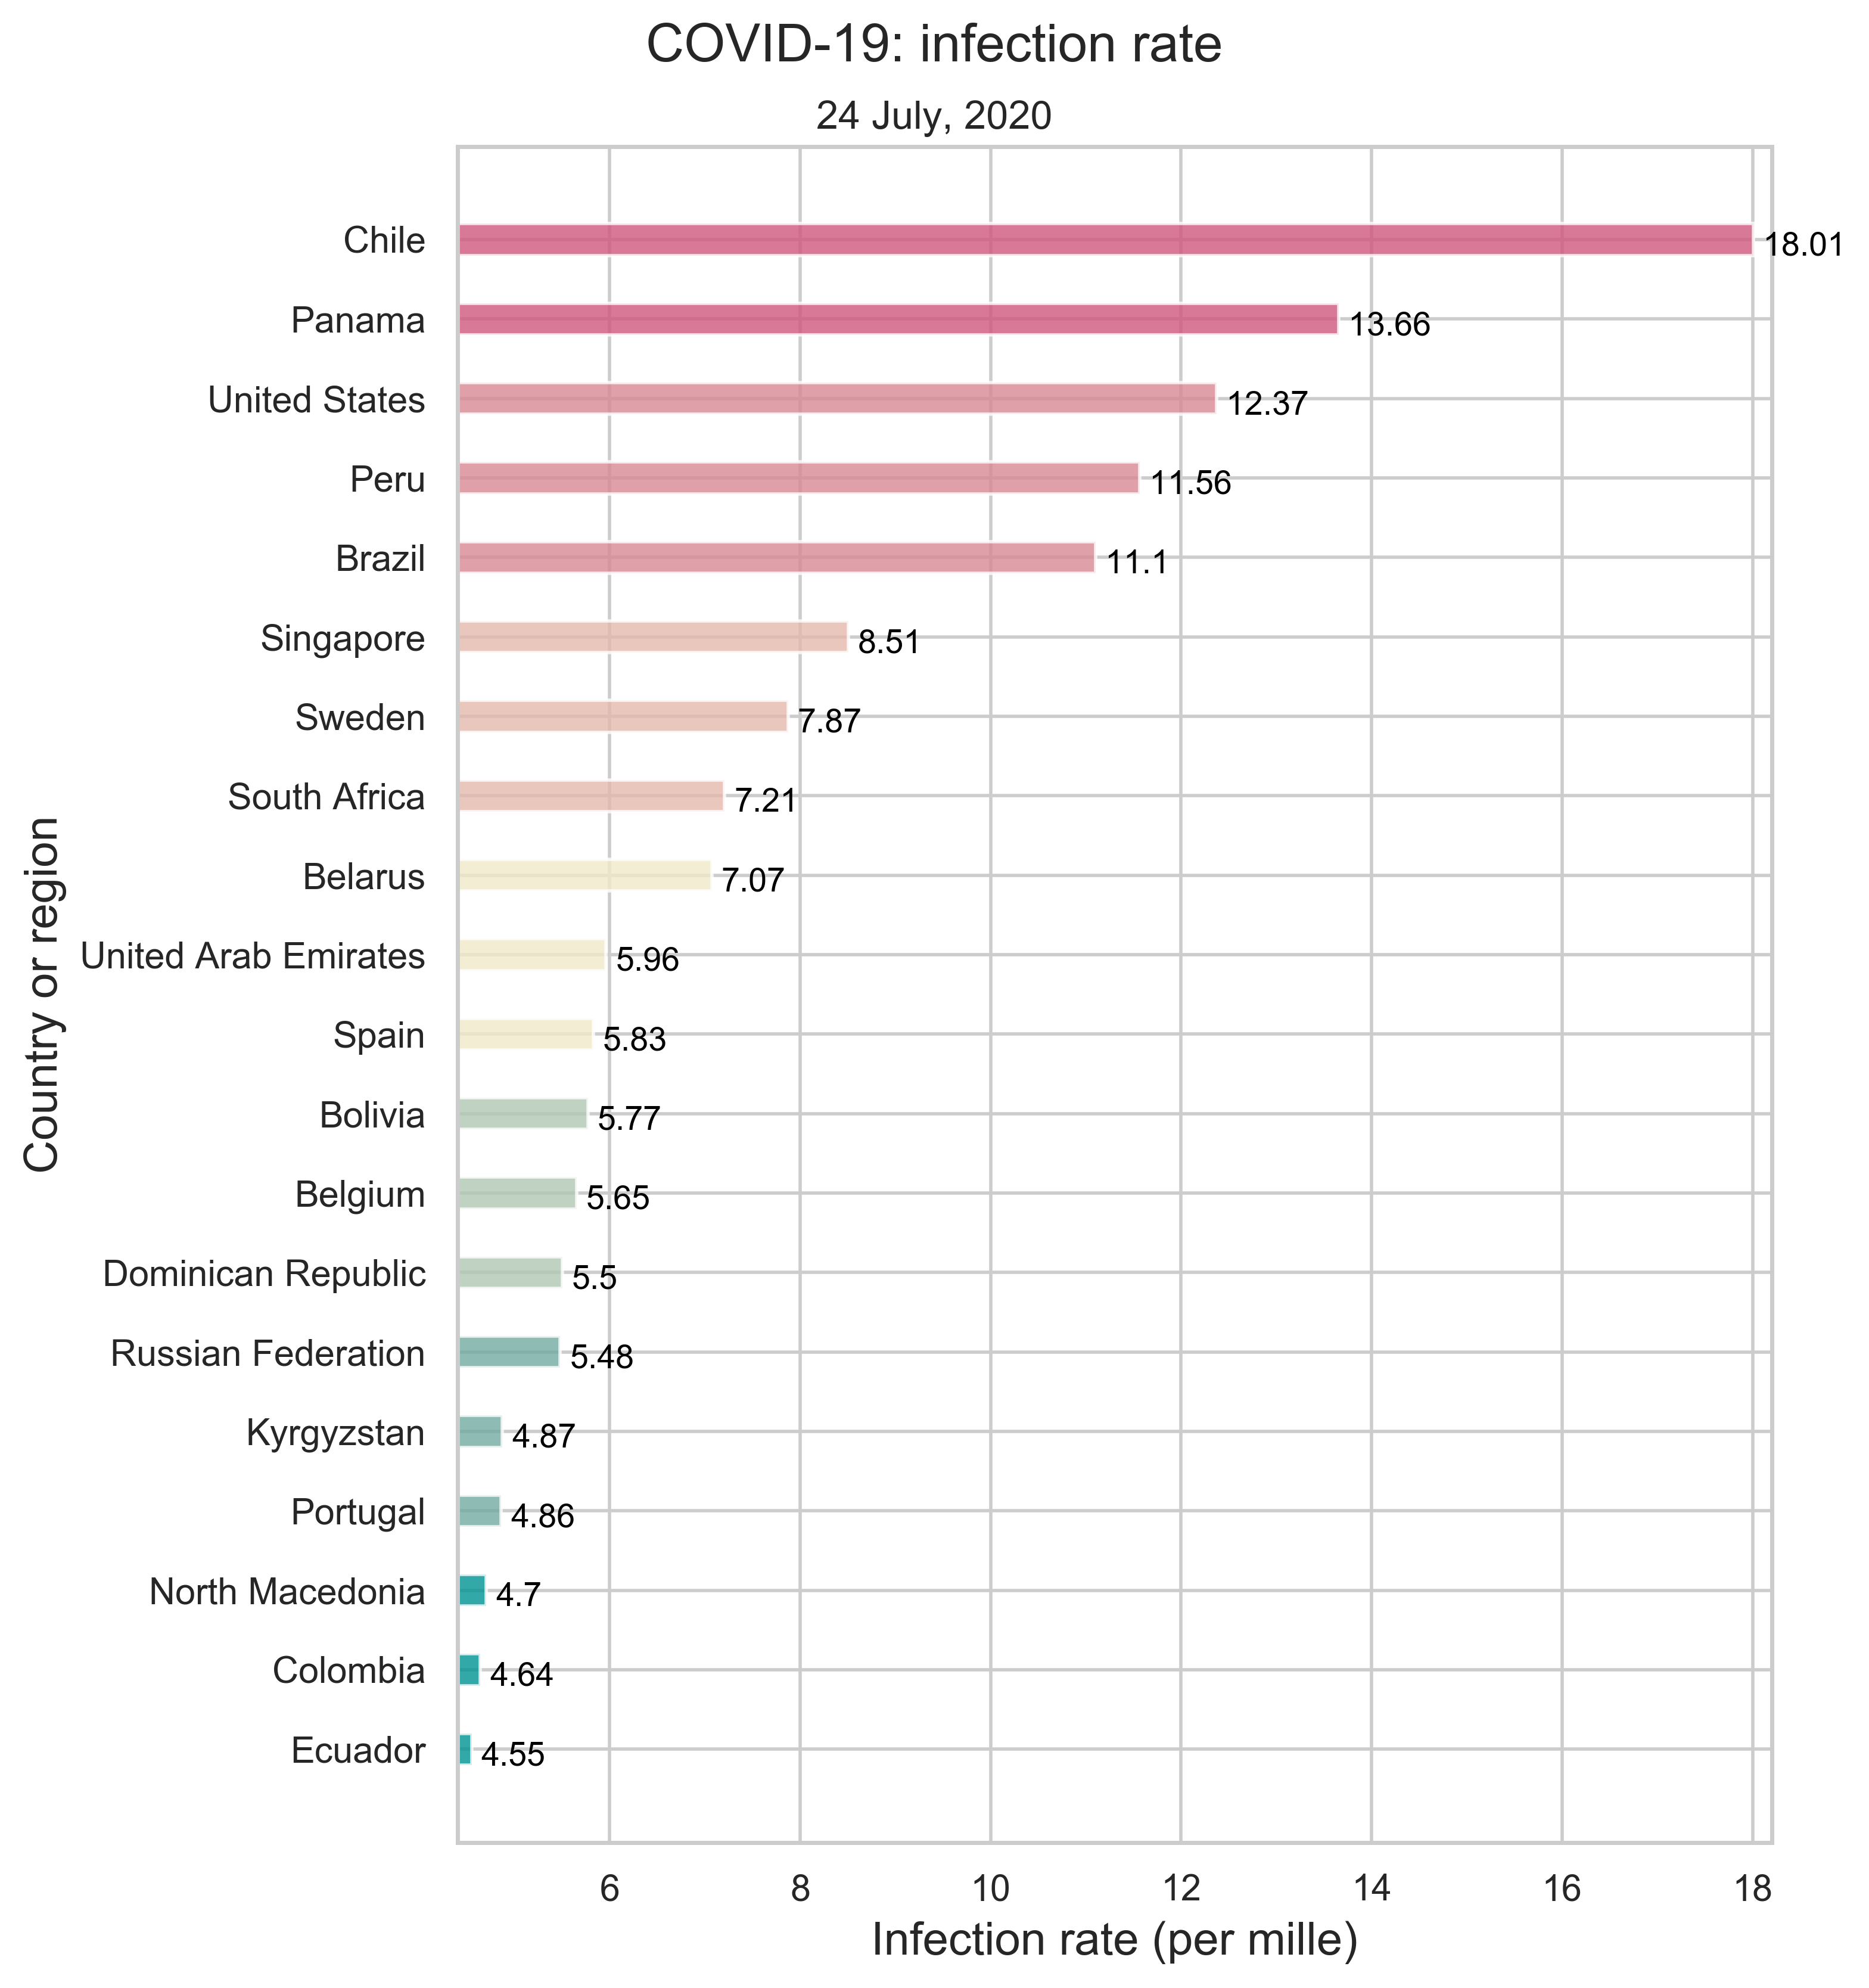 COVID-19: infection rate
24 July, 2020
Country or region
Chile 18.01
Panama 13.66
United States 12.37
Peru 11.56
Brazil 11.1
Singapore 8.51
Sweden 7.87
South Africa 7.21
Belarus 7.07
United Arab Emirates 5.96
Spain 5.83
Bolivia 5.77
Belgium 5.65
Dominican Republic 5.5
Russian Federation 5.48
Kyrgyzstan 4.87
Portugal 4.86
North Macedonia 4.7
Colombia 4.64
Ecuador 4.55
6 8 10 12 14 16 18
Infection rate (per mille)